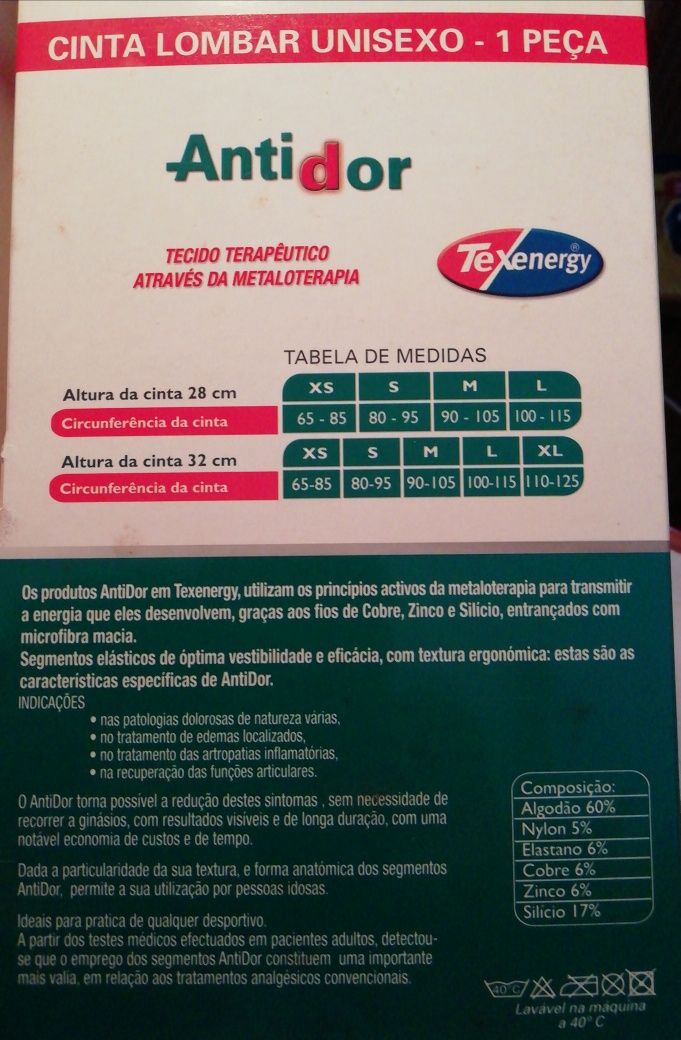 CINTA LOMBAR UNISEXO - 1 PEÇA
Antidor
TECIDO TERAPÊUTICO
ATRAVÉS DA METALOTERAPIA
Texenergy®
TABELA DE MEDIDAS
Altura da cinta 28 cm XS S M L
Circunferência da cinta 65 - 85 80 - 95 90 - 105 100 - 115
Altura da cinta 32 cm XS S M L XL
Circunferência da cinta 65-85 80-95 90-105 100-115 110-125
Os produtos AntiDor em Texenergy, utilizam os princípios activos da metaloterapia para transmitir
a energia que eles desenvolvem, graças aos fios de Cobre, Zinco e Silicio, entrançados com
microfibra macia.
Segmentos elásticos de óptima vestibilidade e eficácia, com textura ergonómica: estas são as
características específicas de AntiDor.
INDICAÇÕES
• nas patologias dolorosas de natureza várias,
• no tratamento de edemas localizados,
• no tratamento das artropatias inflamatórias,
• na recuperação das funções articulares.
O AntiDor torna possível a redução destes sintomas , sem necessidade de
recorrer a ginásios, com resultados visíveis e de longa duração, com uma
notável economia de custos e de tempo.
Dada a particularidade da sua textura, e forma anatómica dos segmentos
AntiDor, permite a sua utilização por pessoas idosas.
Ideais para pratica de qualquer desportivo.
A partir dos testes médicos efectuados em pacientes adultos, detectou-
se que o emprego dos segmentos AntiDor constituem uma importante
mais valia, em relação aos tratamentos analgésicos convencionais.
Composição:
Algodão 60%
Nylon 5%
Elastano 6%
Cobre 6%
Zinco 6%
Silício 17%
40° C
Lavável na máquina
a 40° C